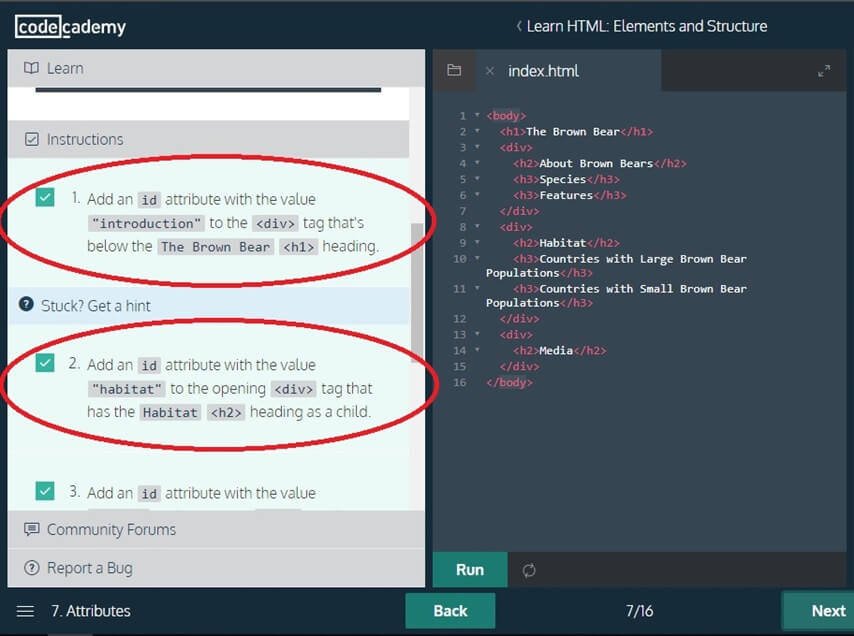 codecademy
Learn HTML: Elements and Structure
Learn
Instructions
1. Add an id attribute with the value
"introduction" to the <div> tag that's
below the The Brown Bear <h1> heading.
Stuck? Get a hint
2. Add an id attribute with the value
"habitat" to the opening <div> tag that
has the Habitat <h2> heading as a child.
3. Add an id attribute with the value
Community Forums
Report a Bug
index.html
1 <body>
2 <h1>The Brown Bear</h1>
3 <div>
4 <h2>About Brown Bears</h2>
5 <h3>Species</h3>
6 <h3>Features</h3>
7 </div>
8 <div>
9 <h2>Habitat</h2>
10 <h3>Countries with Large Brown Bear
Populations</h3>
11 <h3>Countries with Small Brown Bear
Populations</h3>
12 </div>
13 <div>
14 <h2>Media</h2>
15 </div>
16 </body>
Run
7. Attributes
Back
7/16
Next